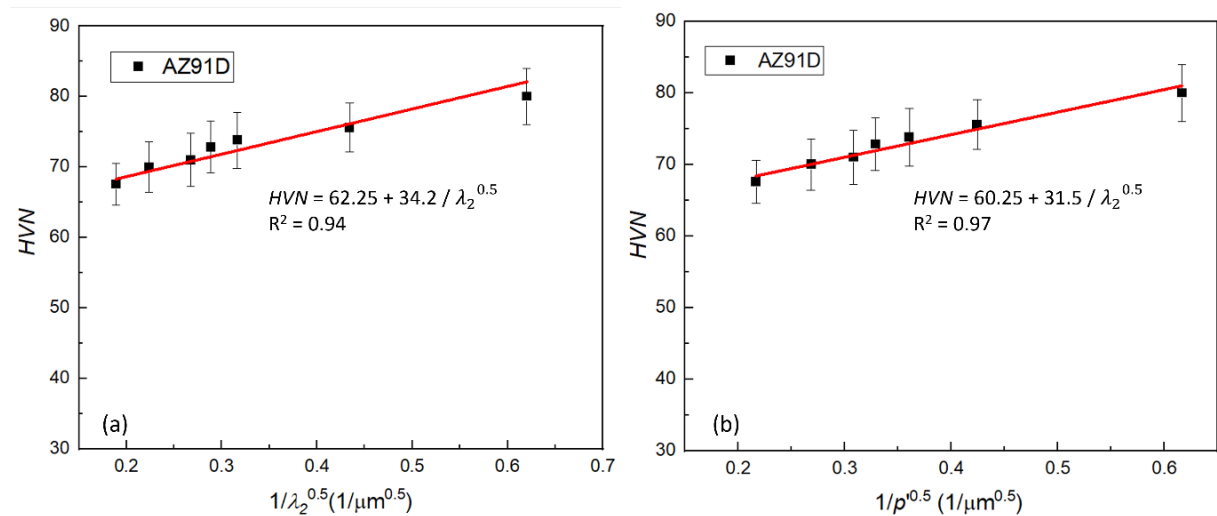 90
80
70
60
50
40
30
HVN
AZ91D
HVN = 62.25 + 34.2 / λ₂^0.5
R² = 0.94
(a)
0.2 0.3 0.4 0.5 0.6 0.7
1/λ₂^0.5(1/μm^0.5)
90
80
70
60
50
40
30
HVN
AZ91D
HVN = 60.25 + 31.5 / λ₂^0.5
R² = 0.97
(b)
0.2 0.3 0.4 0.5 0.6
1/p'^0.5 (1/μm^0.5)